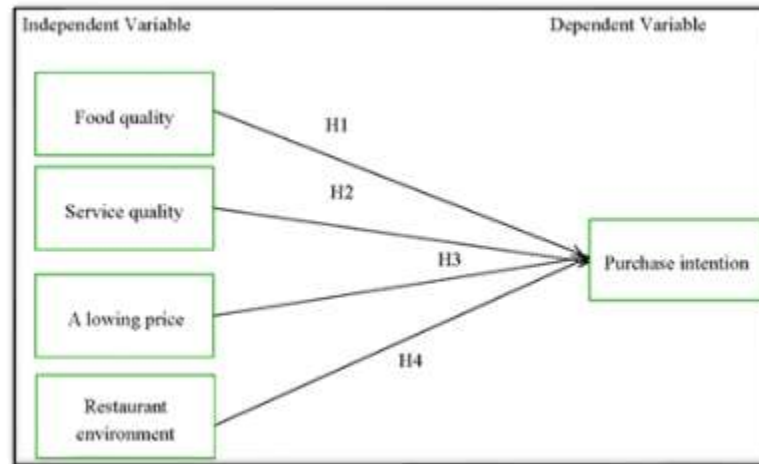 Independent Variable
Dependent Variable
Food quality
H1
Service quality
H2
Purchase intention
H3
A lowing price
H4
Restaurant
environment